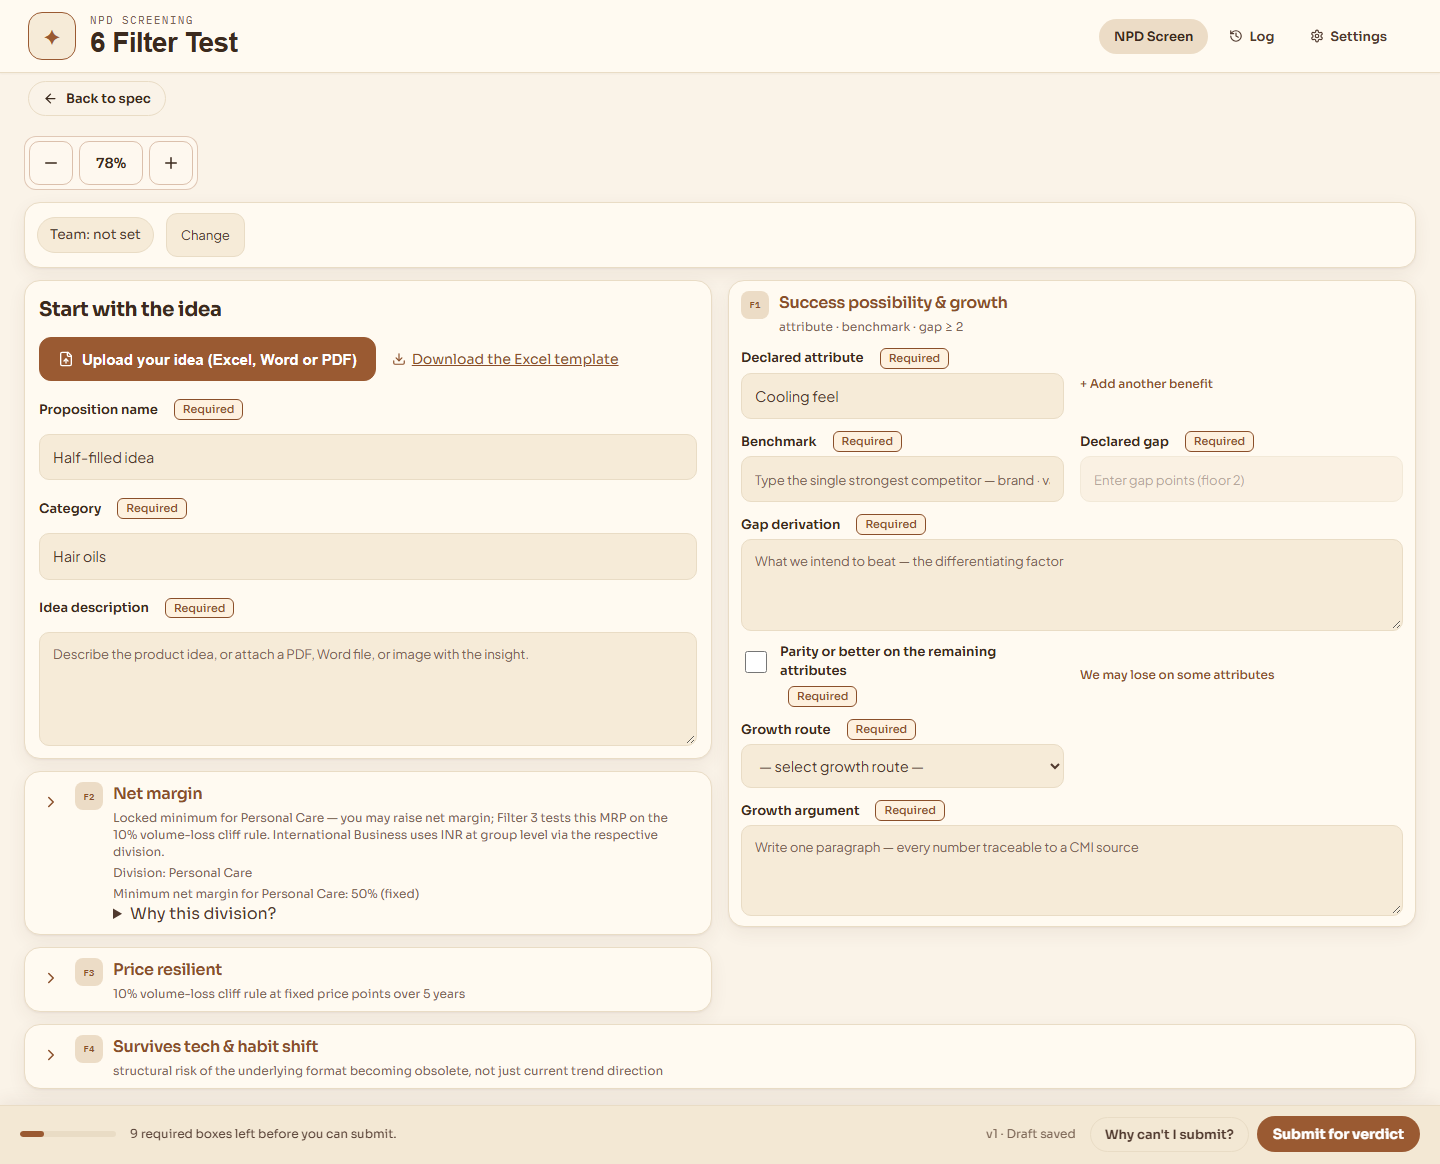 NPD SCREENING
6 Filter Test
NPD Screen
Log
Settings
Back to spec
78%
Team: not set
Change
Start with the idea
Upload your idea (Excel, Word or PDF)
Download the Excel template
Proposition name
Required
Half-filled idea
Category
Required
Hair oils
Idea description
Required
Describe the product idea, or attach a PDF, Word file, or image with the insight.
F1
Success possibility & growth
attribute · benchmark · gap ≥ 2
Declared attribute
Required
Cooling feel
+ Add another benefit
Benchmark
Required
Declared gap
Required
Type the single strongest competitor — brand · v
Enter gap points (floor 2)
Gap derivation
Required
What we intend to beat — the differentiating factor
Parity or better on the remaining
attributes
Required
We may lose on some attributes
Growth route
Required
— select growth route —
Growth argument
Required
Write one paragraph — every number traceable to a CMI source
F2
Net margin
Locked minimum for Personal Care — you may raise net margin; Filter 3 tests this MRP on the
10% volume-loss cliff rule. International Business uses INR at group level via the respective
division.
Division: Personal Care
Minimum net margin for Personal Care: 50% (fixed)
Why this division?
F3
Price resilient
10% volume-loss cliff rule at fixed price points over 5 years
F4
Survives tech & habit shift
structural risk of the underlying format becoming obsolete, not just current trend direction
9 required boxes left before you can submit.
v1 · Draft saved
Why can't I submit?
Submit for verdict